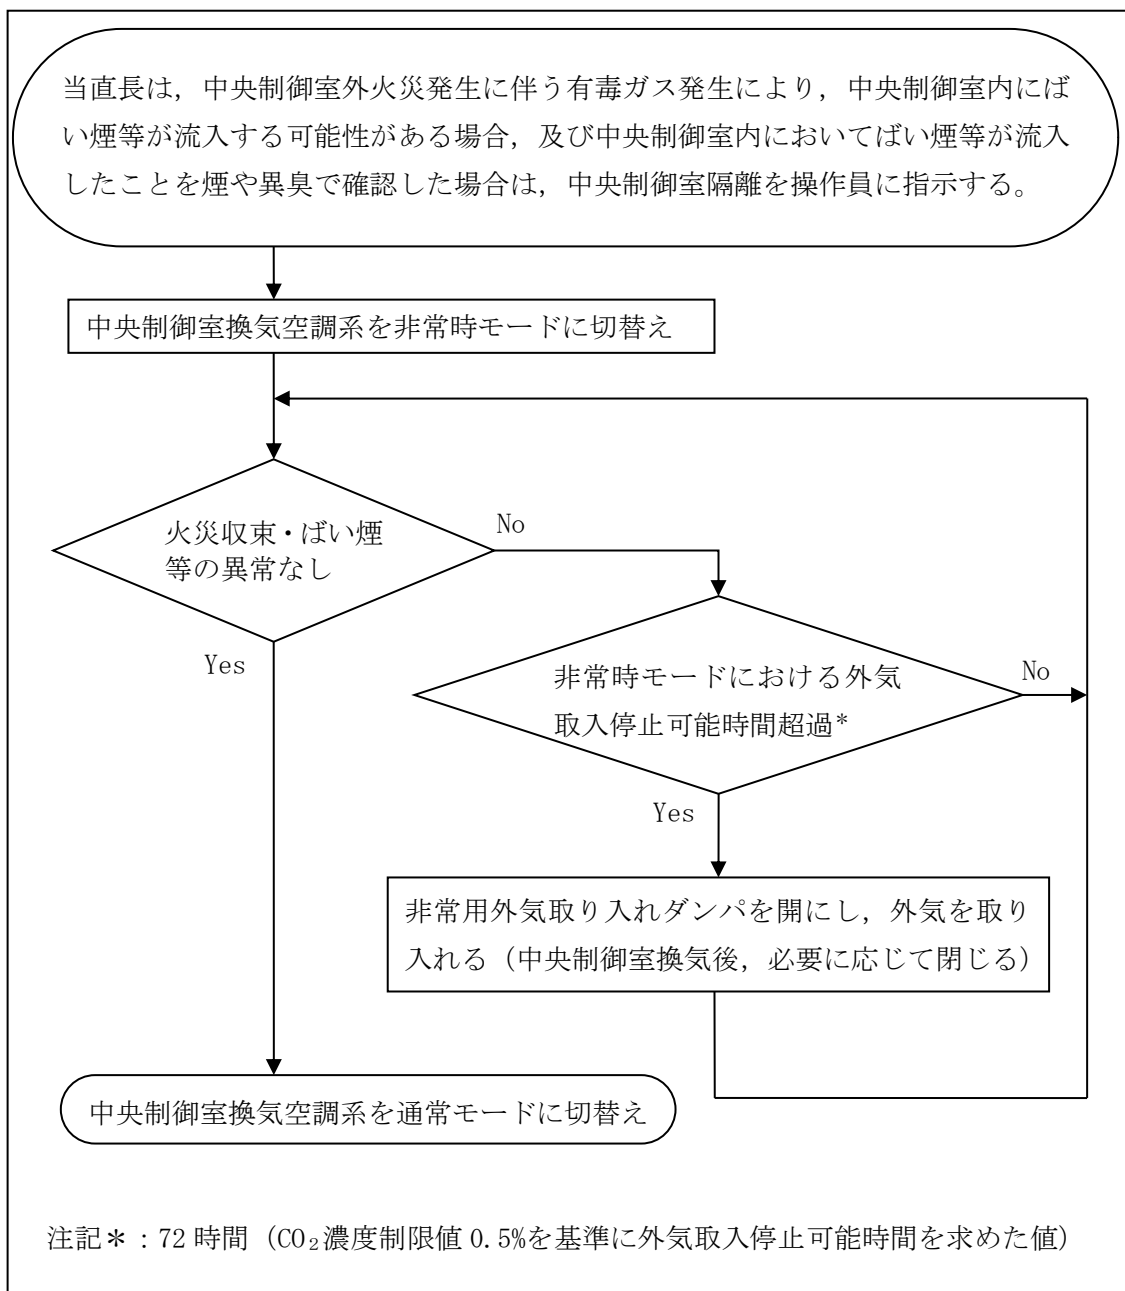 当直長は，中央制御室外火災発生に伴う有毒ガス発生により，中央制御室内にば
い煙等が流入する可能性がある場合，及び中央制御室内においてばい煙等が流入
したことを煙や異臭で確認した場合は，中央制御室隔離を操作員に指示する。
中央制御室換気空調系を非常時モードに切替え
火災収束・ばい煙
等の異常なし
No
Yes
非常時モードにおける外気
取入停止可能時間超過*
No
Yes
非常用外気取り入れダンパを開にし，外気を取り
入れる（中央制御室換気後，必要に応じて閉じる）
中央制御室換気空調系を通常モードに切替え
注記＊：72 時間（CO₂濃度制限値 0.5%を基準に外気取入停止可能時間を求めた値）